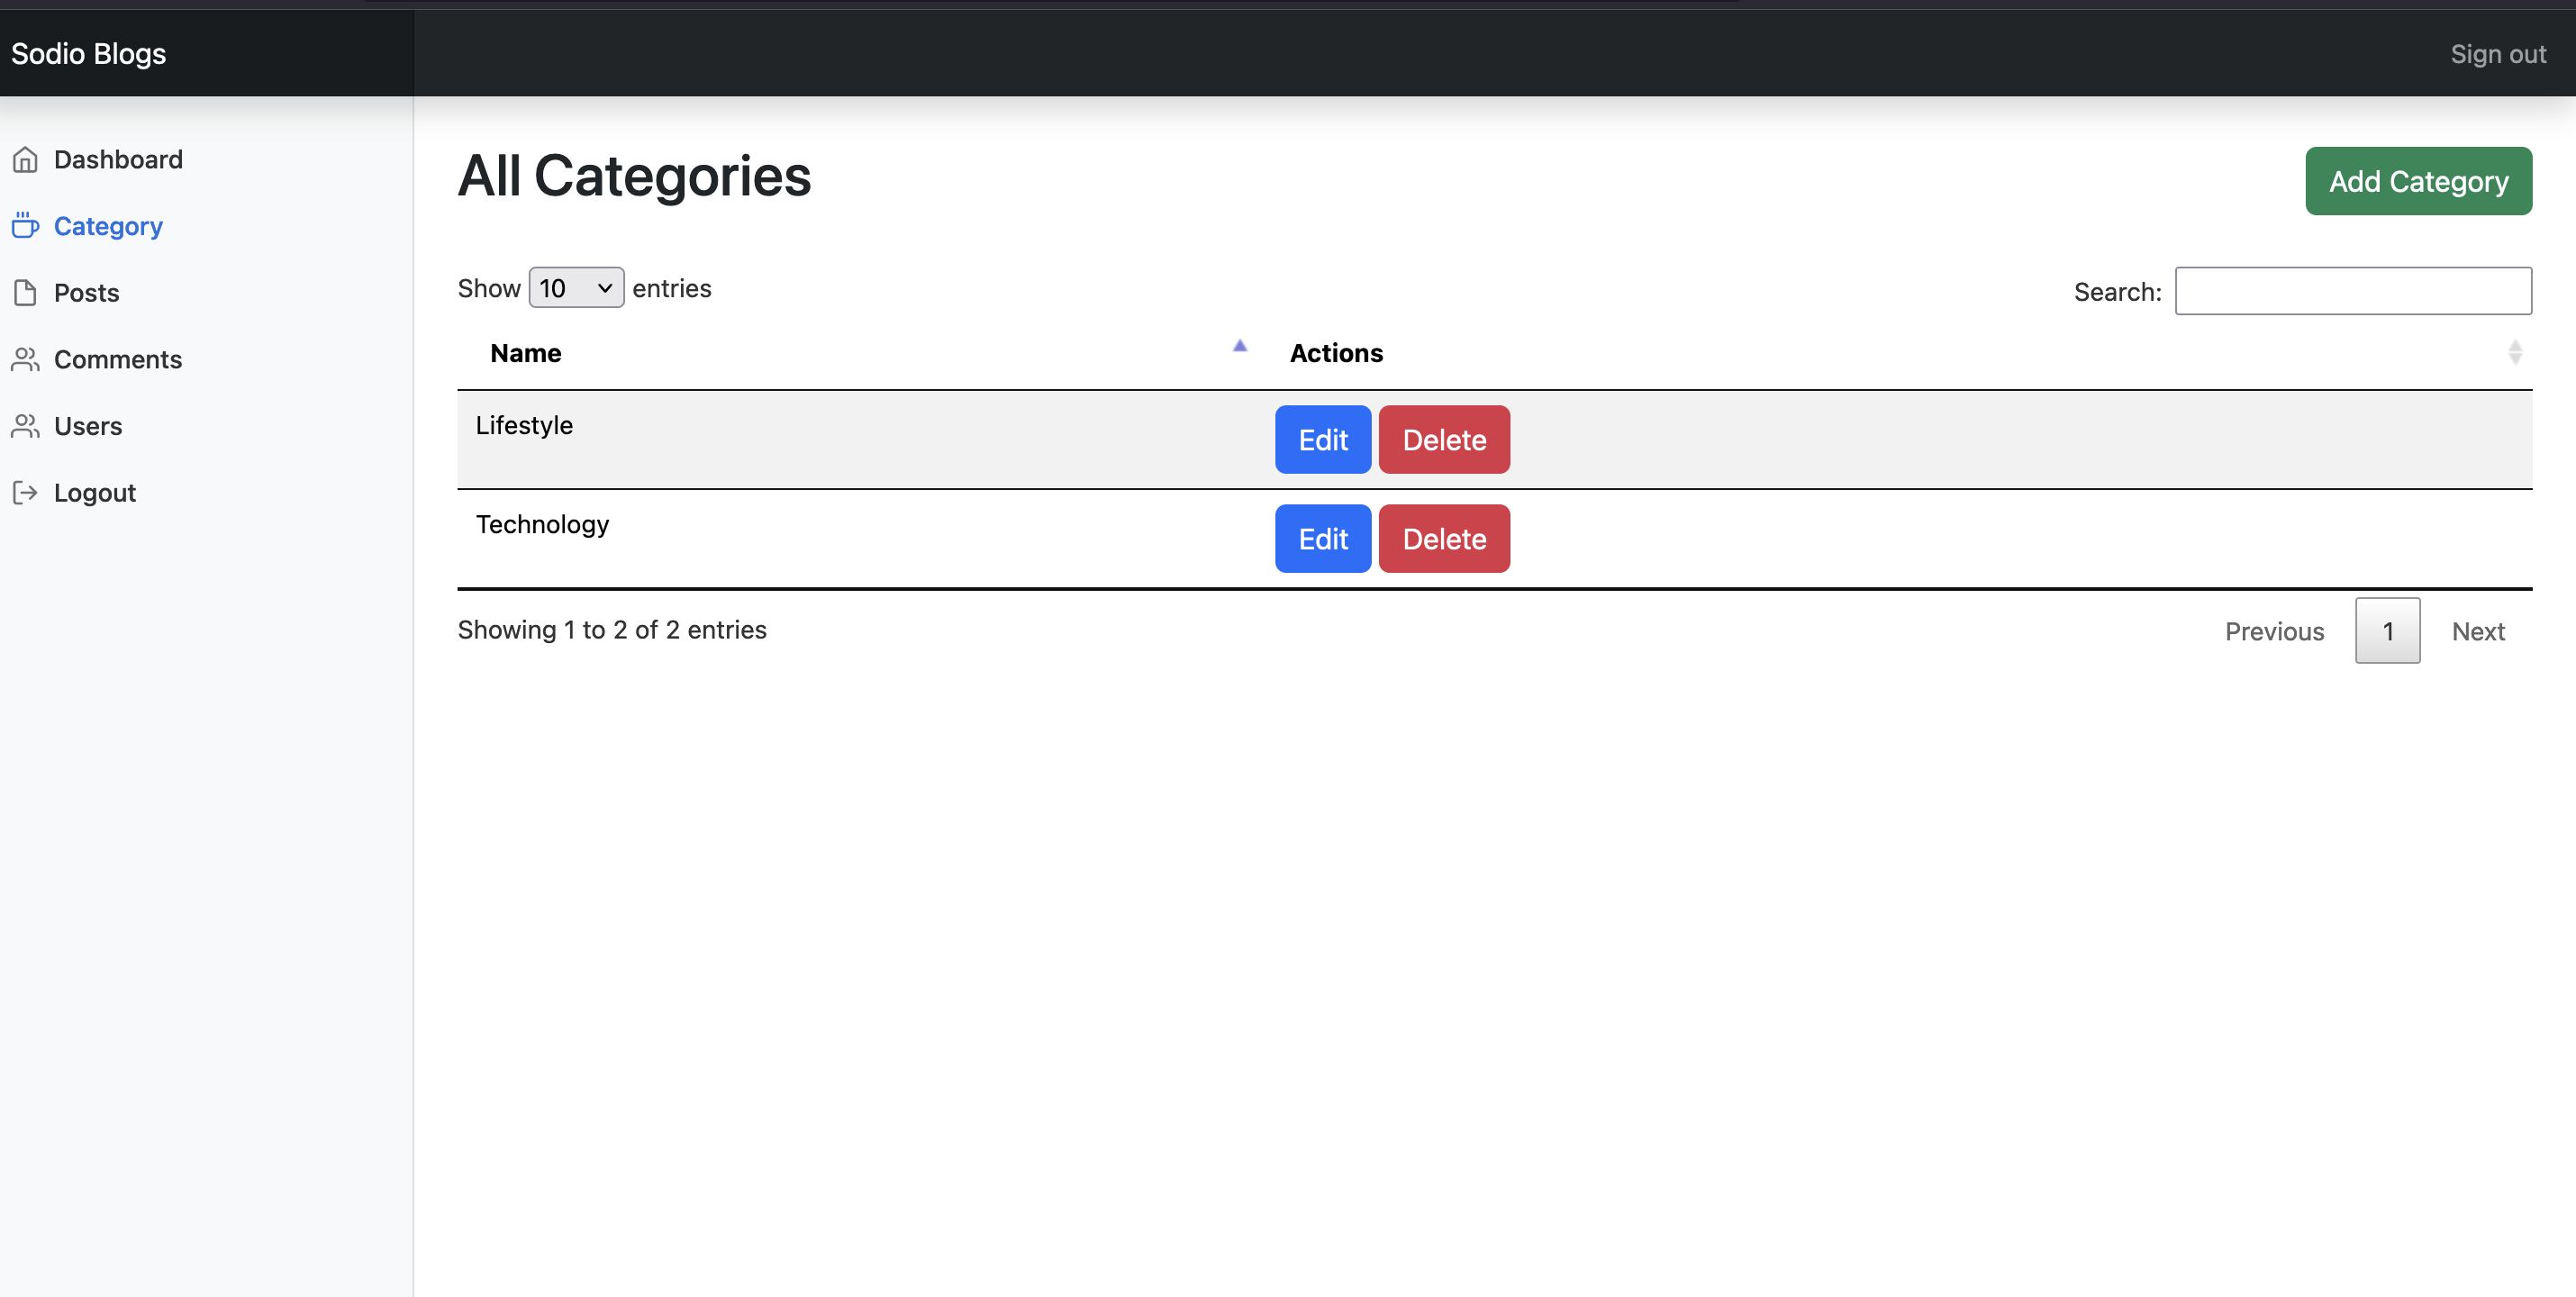 Sodio Blogs
Sign out
Dashboard
Category
Posts
Comments
Users
Logout
All Categories
Add Category
Show 10 entries
Search:
Name Actions
Lifestyle Edit Delete
Technology Edit Delete
Showing 1 to 2 of 2 entries
Previous 1 Next